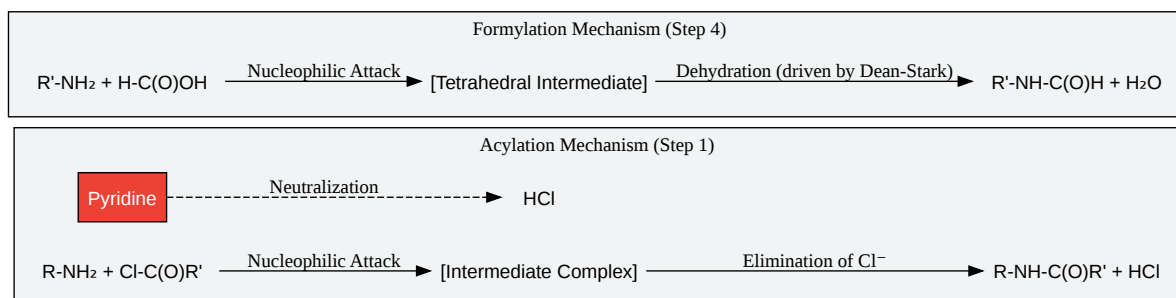 Formylation Mechanism (Step 4)
R'-NH₂ + H-C(O)OH
Nucleophilic Attack
[Tetrahedral Intermediate]
Dehydration (driven by Dean-Stark)
R'-NH-C(O)H + H₂O
Acylation Mechanism (Step 1)
Pyridine
Neutralization
HCl
R-NH₂ + Cl-C(O)R'
Nucleophilic Attack
[Intermediate Complex]
Elimination of Cl⁻
R-NH-C(O)R' + HCl